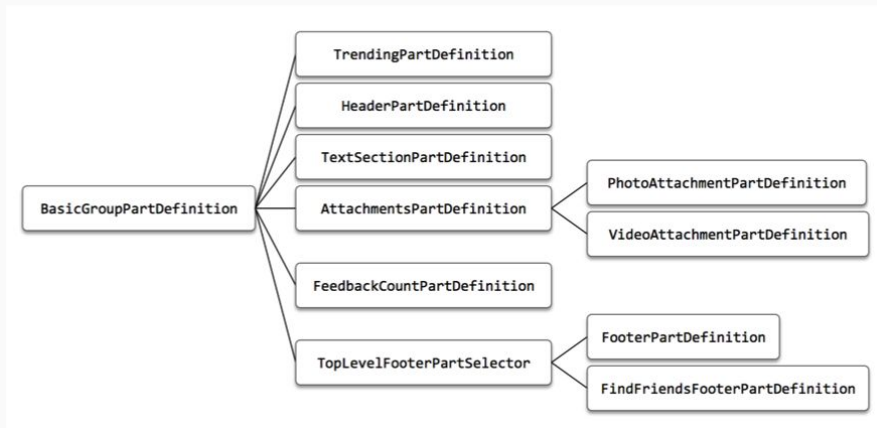 BasicGroupPartDefinition
TrendingPartDefinition
HeaderPartDefinition
TextSectionPartDefinition
AttachmentsPartDefinition
PhotoAttachmentPartDefinition
VideoAttachmentPartDefinition
FeedbackCountPartDefinition
TopLevelFooterPartSelector
FooterPartDefinition
FindFriendsFooterPartDefinition